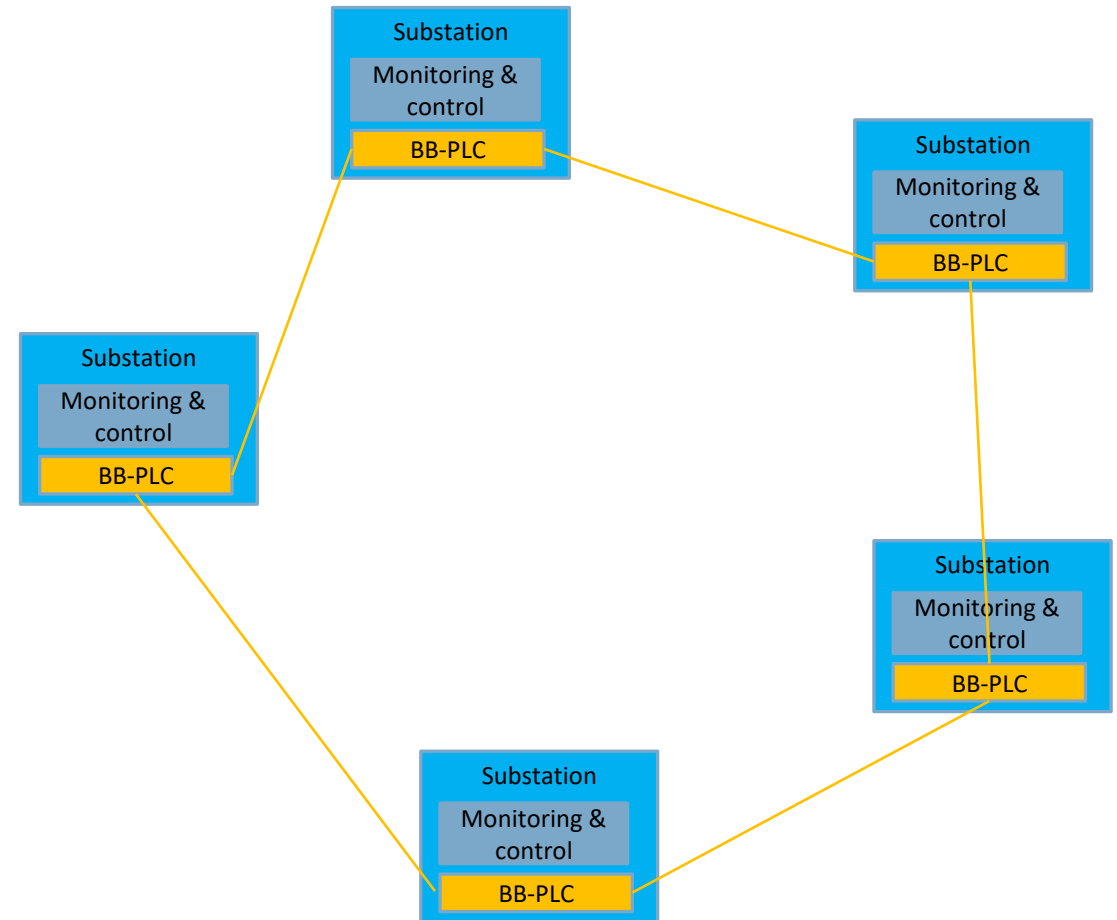 Substation
Monitoring &
control
BB-PLC
Substation
Monitoring &
control
BB-PLC
Substation
Monitoring &
control
BB-PLC
Substation
Monitoring &
control
BB-PLC
Substation
Monitoring &
control
BB-PLC